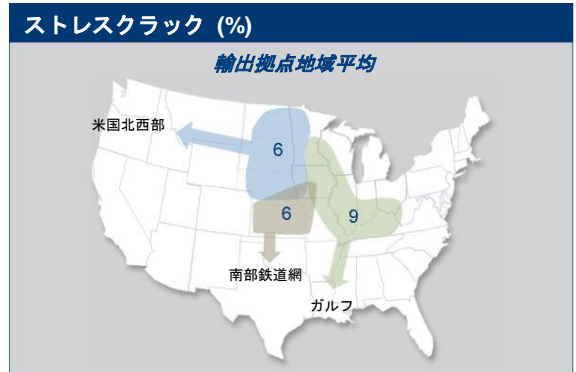 ストレスクラック (%)
輸出拠点地域平均
米国北西部
6
6
9
南部鉄道網
ガルフ